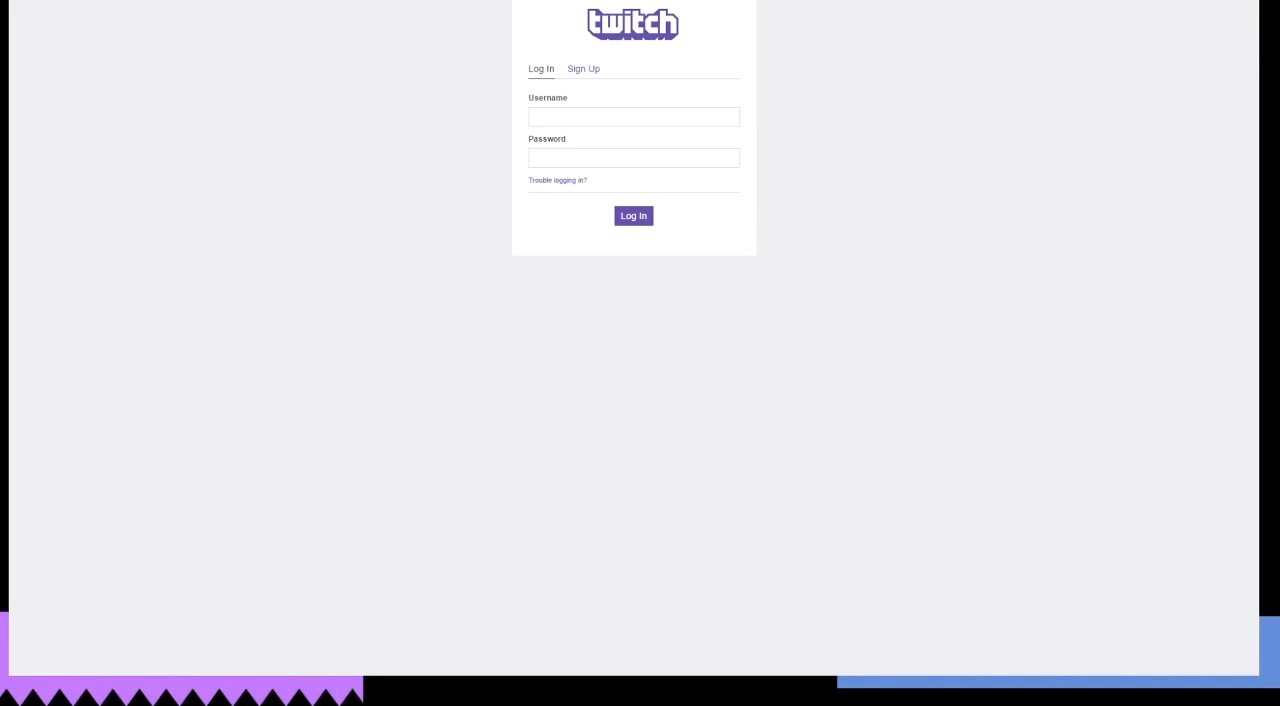 twitch
Log In Sign Up
Username
Password
Trouble logging in?
Log In